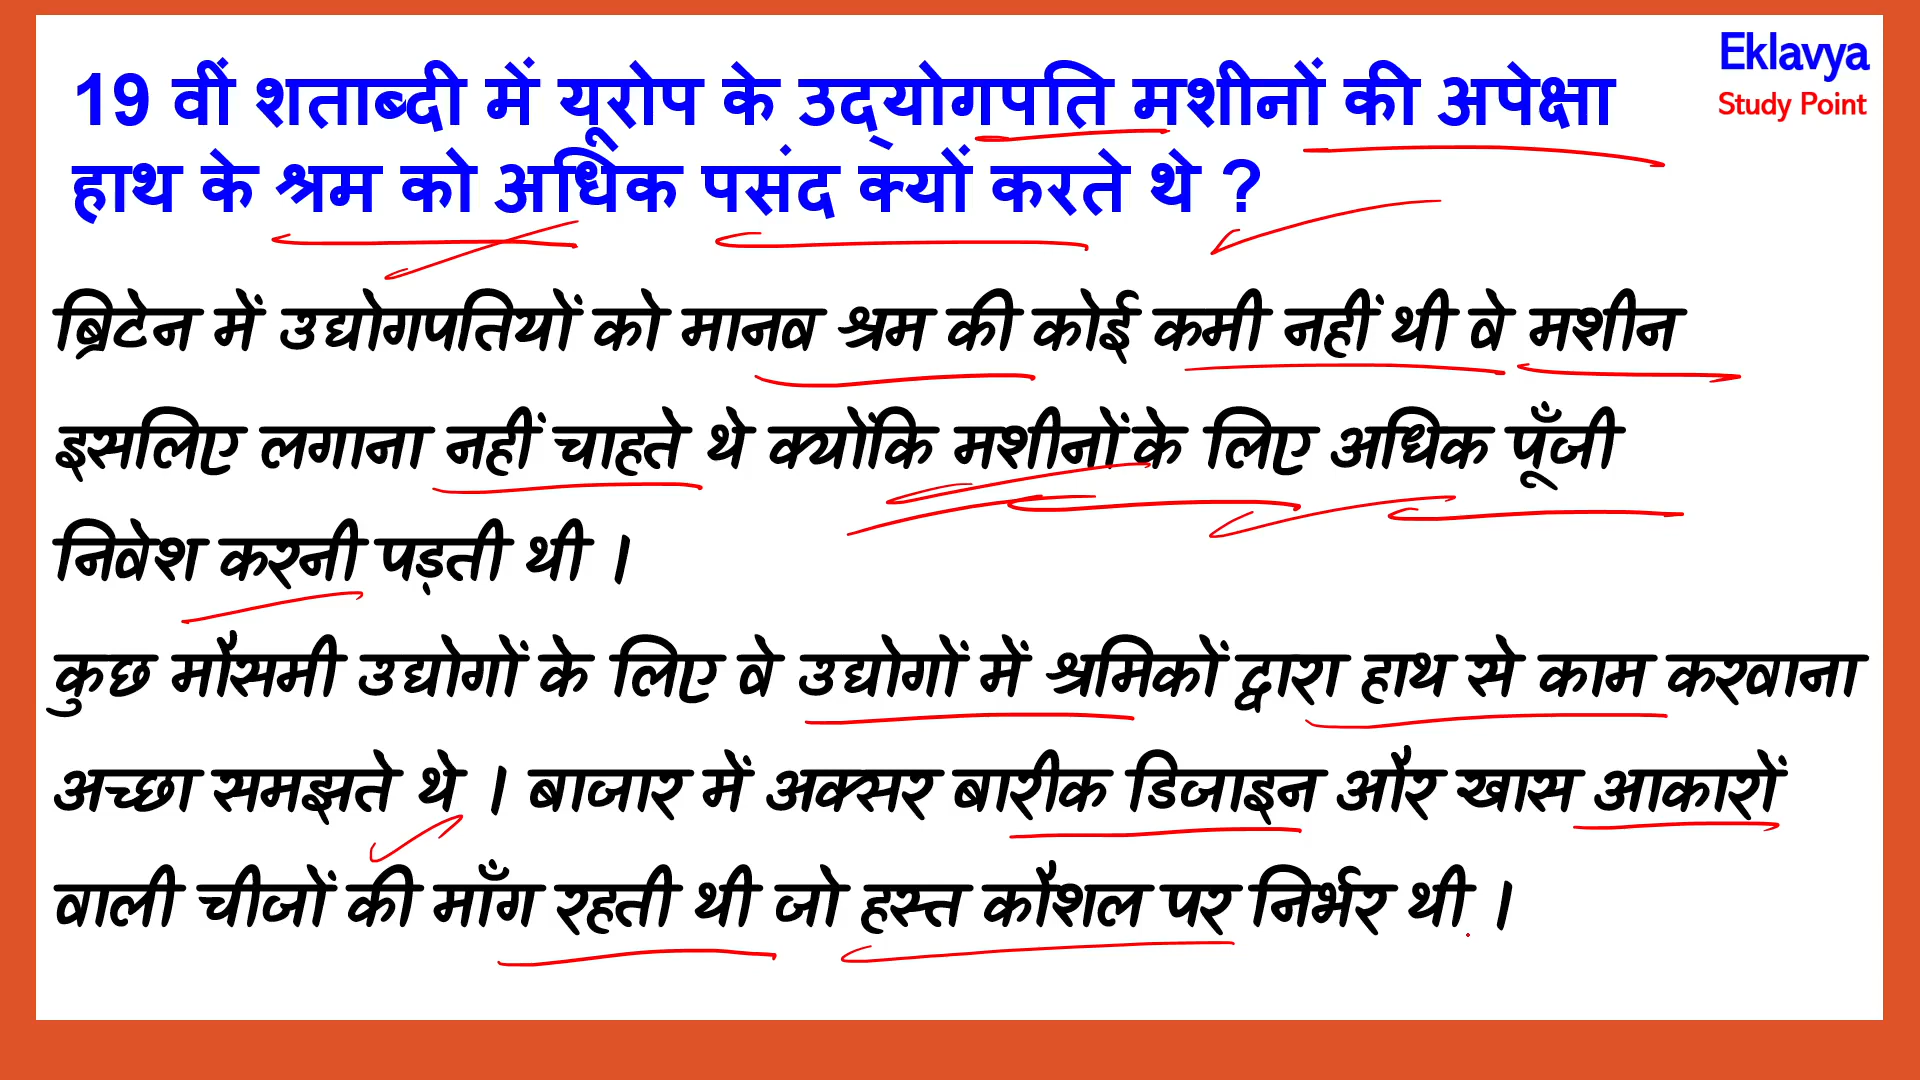 Eklavya
Study Point
19 वीं शताब्दी में यूरोप के उद्योगपति मशीनों की अपेक्षा
हाथ के श्रम को अधिक पसंद क्यों करते थे ?
ब्रिटेन में उद्योगपतियों को मानव श्रम की कोई कमी नहीं थी वे मशीन
इसलिए लगाना नहीं चाहते थे क्योंकि मशीनों के लिए अधिक पूँजी
निवेश करनी पड़ती थी ।
कुछ मौसमी उद्योगों के लिए वे उद्योगों में श्रमिकों द्वारा हाथ से काम करवाना
अच्छा समझते थे । बाजार में अक्सर बारीक डिजाइन और खास आकारों
वाली चीजों की माँग रहती थी जो हस्त कौशल पर निर्भर थी ।